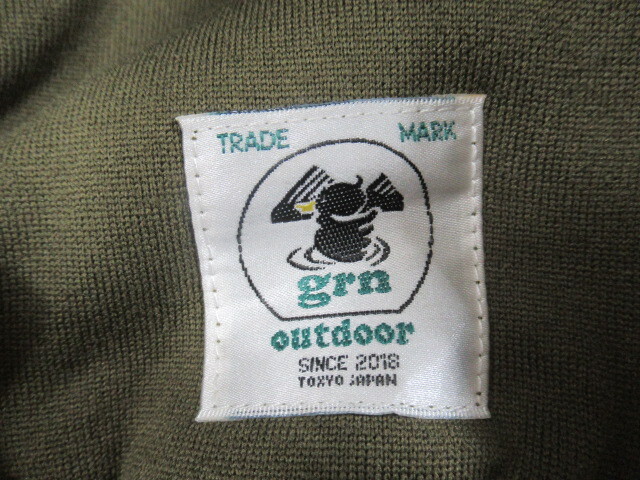 TRADE MARK
grn
outdoor
SINCE 2018
TOKYO JAPAN